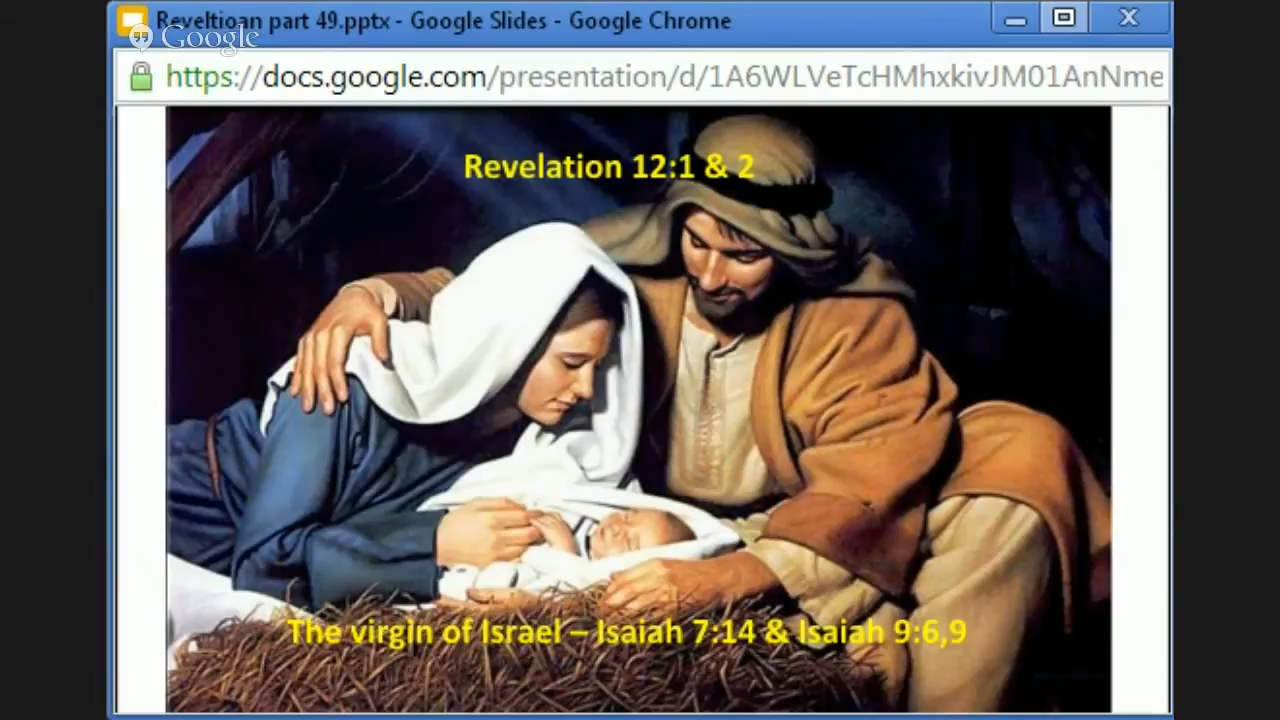 Reveltioan part 49.pptx - Google Slides - Google Chrome
Google
https://docs.google.com/presentation/d/1A6WLVeTcHMhxkivJM01AnNme
Revelation 12:1 & 2
The virgin of Israel – Isaiah 7:14 & Isaiah 9:6,9